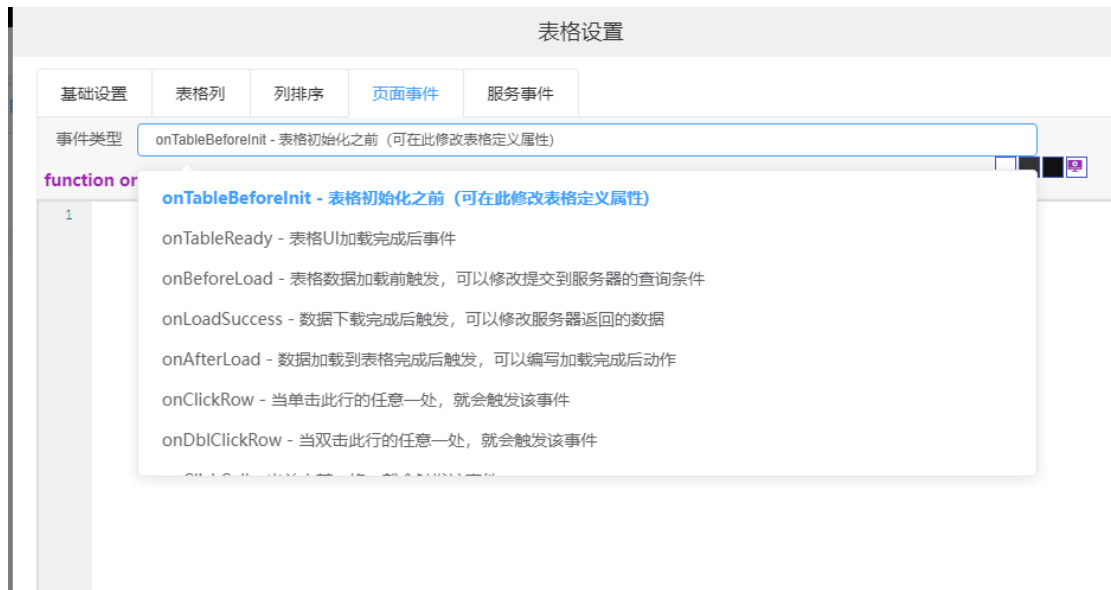 表格设置
基础设置 表格列 列排序 页面事件 服务事件
事件类型 onTableBeforeInit - 表格初始化之前（可在此修改表格定义属性)
function or
onTableBeforeInit - 表格初始化之前（可在此修改表格定义属性)
1
onTableReady - 表格UI加载完成后事件
onBeforeLoad - 表格数据加载前触发，可以修改提交到服务器的查询条件
onLoadSuccess - 数据下载完成后触发，可以修改服务器返回的数据
onAfterLoad - 数据加载到表格完成后触发，可以编写加载完成后动作
onClickRow - 当单击此行的任意一处，就会触发该事件
onDblClickRow - 当双击此行的任意一处，就会触发该事件